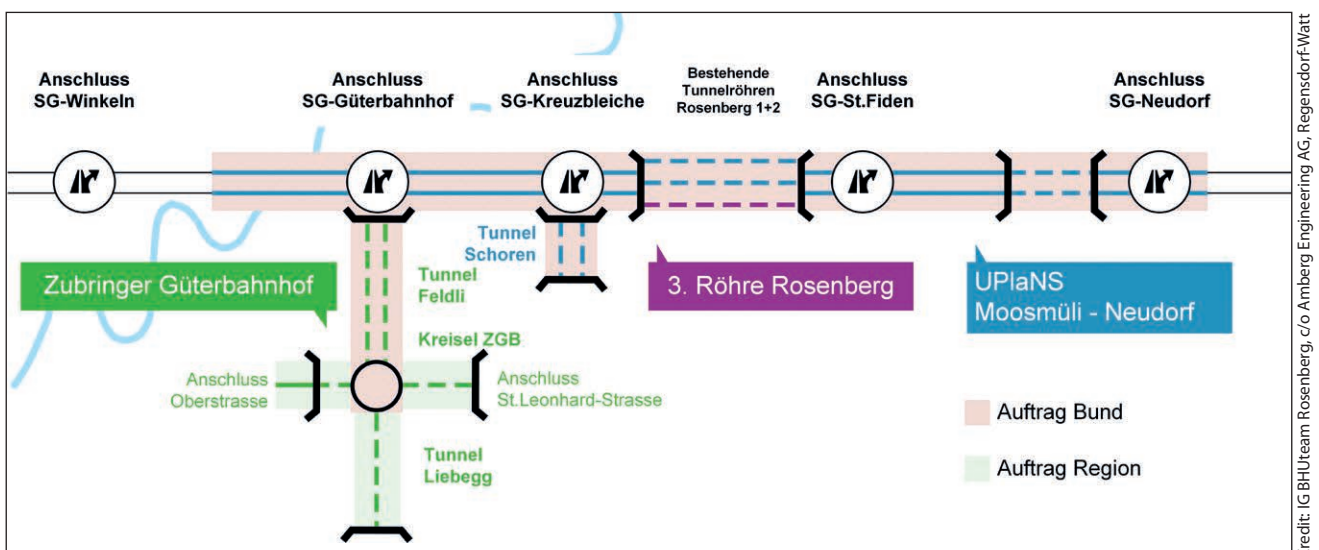 Anschluss
SG-Winkeln
Anschluss
SG-Güterbahnhof
Anschluss
SG-Kreuzbleiche
Bestehende
Tunnelröhren
Rosenberg 1+2
Anschluss
SG-St.Fiden
Anschluss
SG-Neudorf
Tunnel
Schoren
Zubringer Güterbahnhof
Tunnel
Feldli
3. Röhre Rosenberg
UPlaNS
Moosmüli - Neudorf
Kreisel ZGB
Anschluss
Oberstrasse
Anschluss
St.Leonhard-Strasse
Tunnel
Liebegg
Auftrag Bund
Auftrag Region
redit: IG BHUteam Rosenberg, c/o Amberg Engineering AG, Regensdorf-Watt